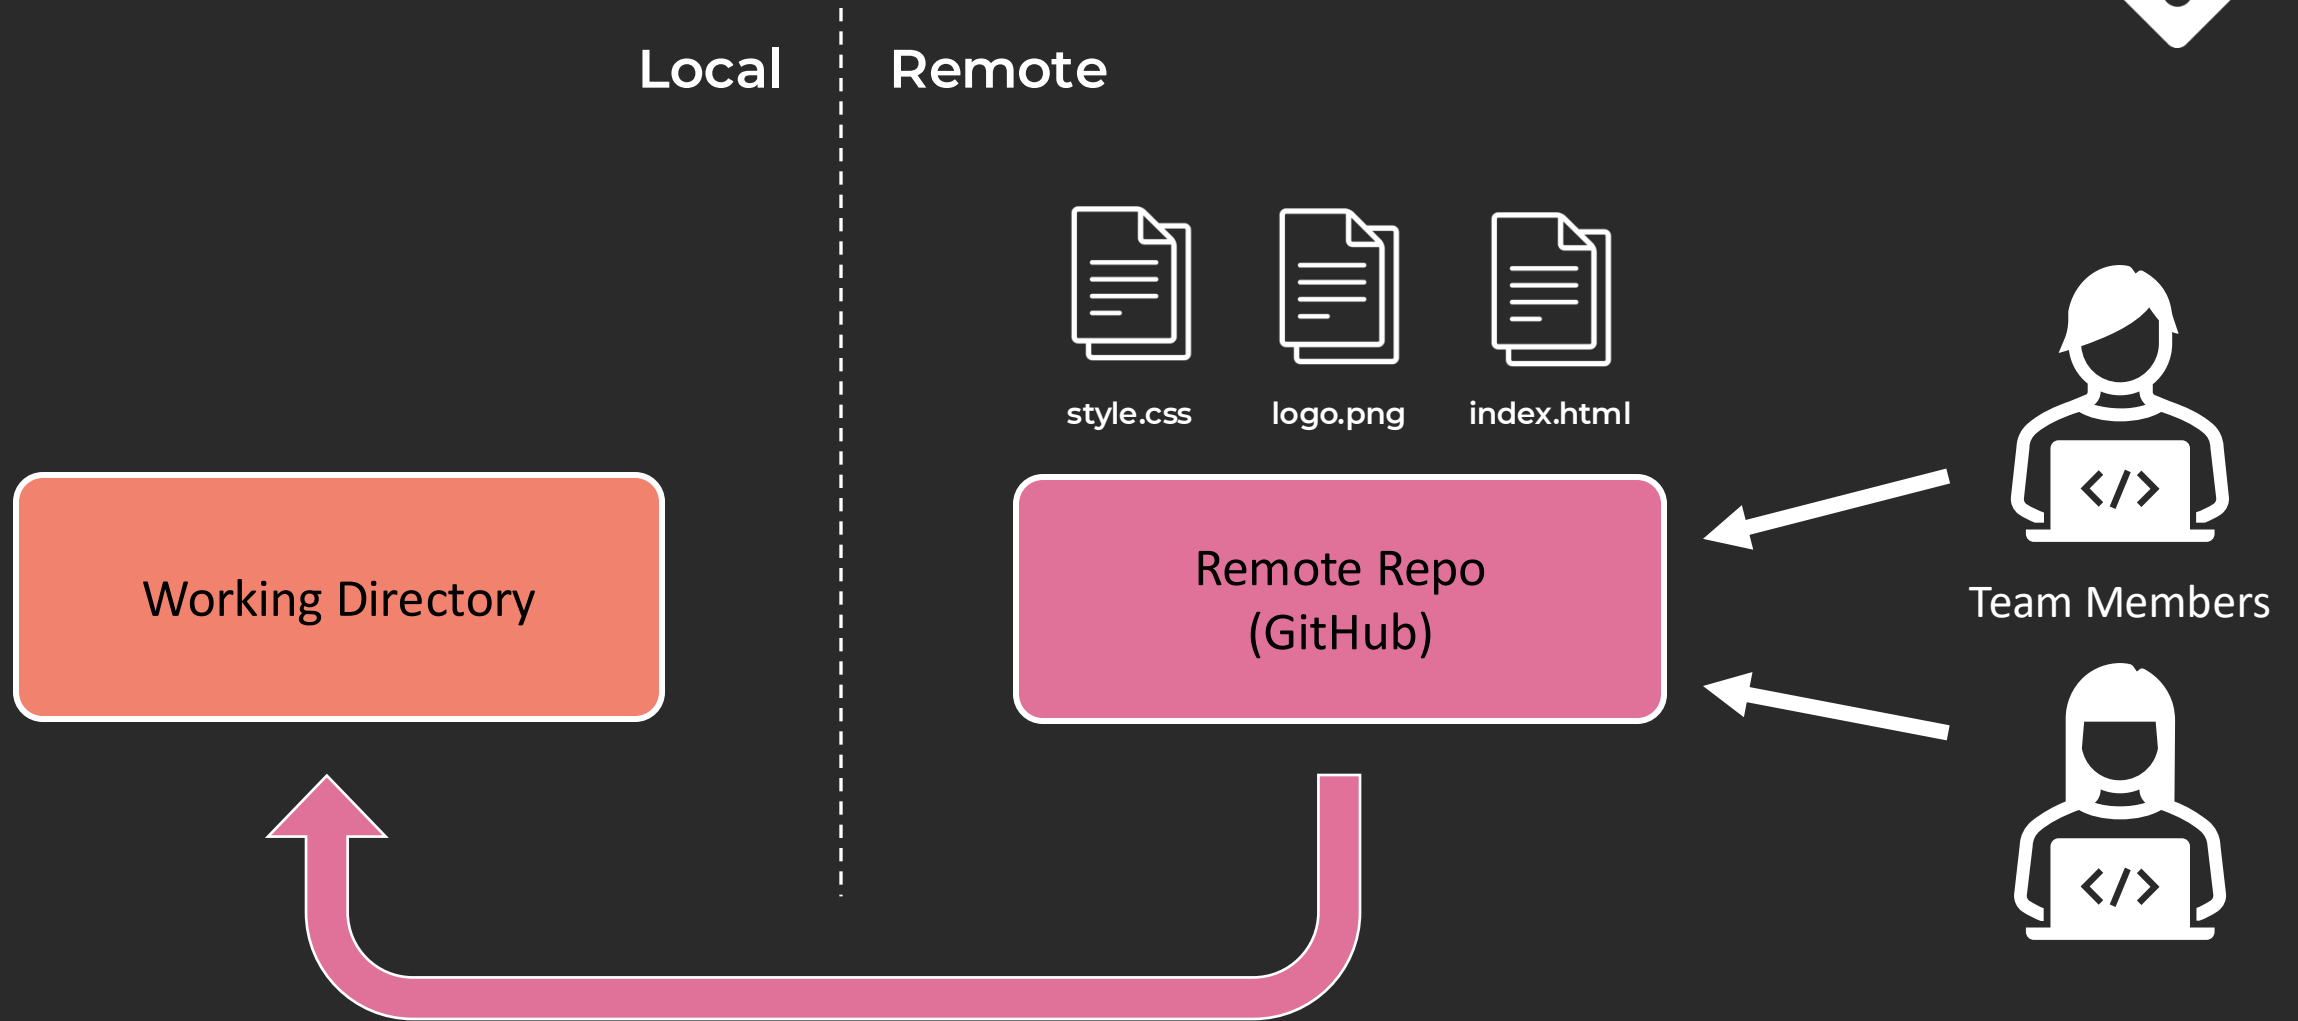 Local
Remote
style.css
logo.png
index.html
Working Directory
Remote Repo
(GitHub)
Team Members
</>
</>